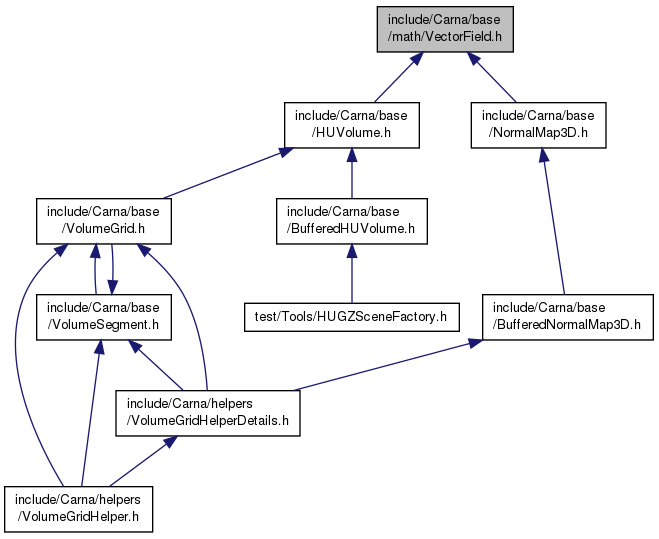 include/Carna/base
/math/VectorField.h
include/Carna/base
/HUVolume.h
include/Carna/base
/NormalMap3D.h
include/Carna/base
/VolumeGrid.h
include/Carna/base
/BufferedHUVolume.h
include/Carna/base
/VolumeSegment.h
test/Tools/HUGZSceneFactory.h
include/Carna/base
/BufferedNormalMap3D.h
include/Carna/helpers
/VolumeGridHelperDetails.h
include/Carna/helpers
/VolumeGridHelper.h